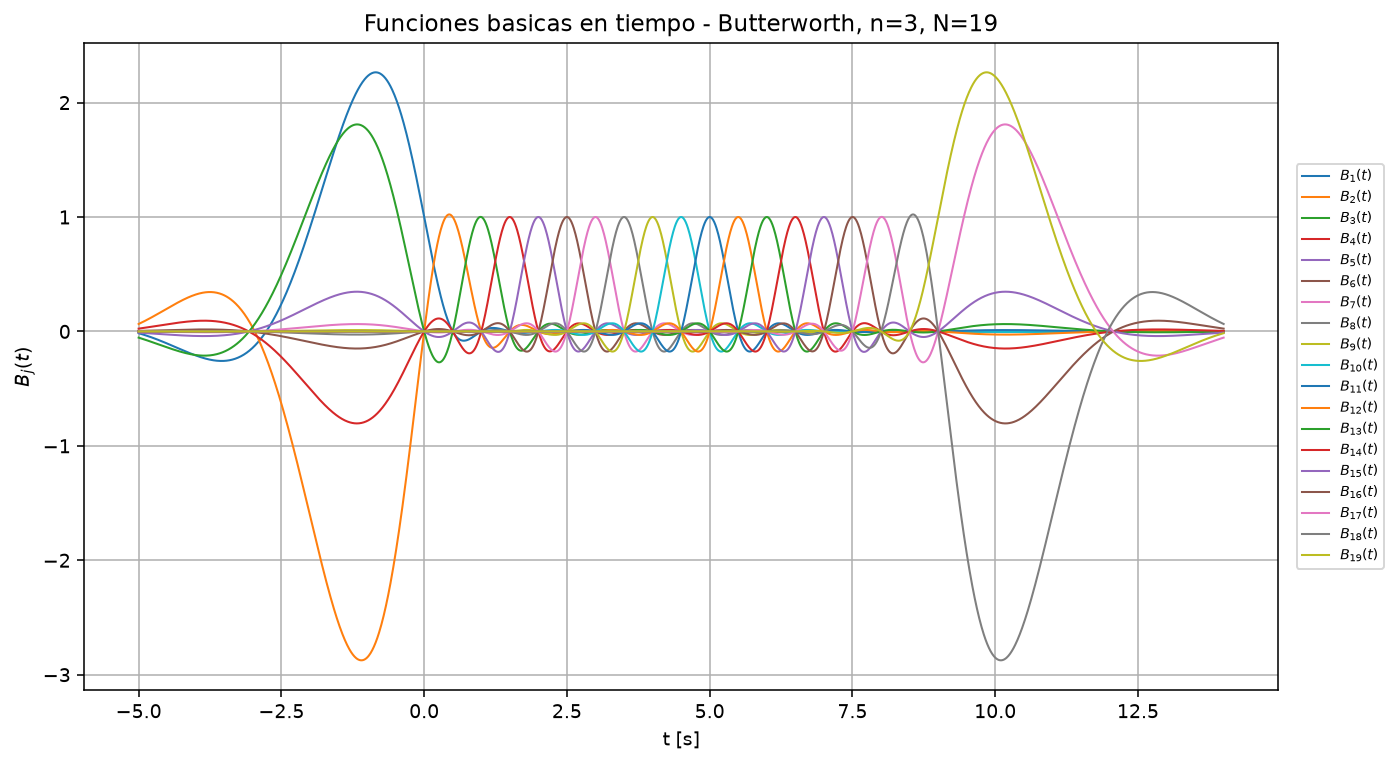 Funciones basicas en tiempo - Butterworth, n=3, N=19
2
1
0
−1
−2
−3
B_j(t)
−5.0 −2.5 0.0 2.5 5.0 7.5 10.0 12.5
t [s]
B_1(t)
B_2(t)
B_3(t)
B_4(t)
B_5(t)
B_6(t)
B_7(t)
B_8(t)
B_9(t)
B_10(t)
B_11(t)
B_12(t)
B_13(t)
B_14(t)
B_15(t)
B_16(t)
B_17(t)
B_18(t)
B_19(t)